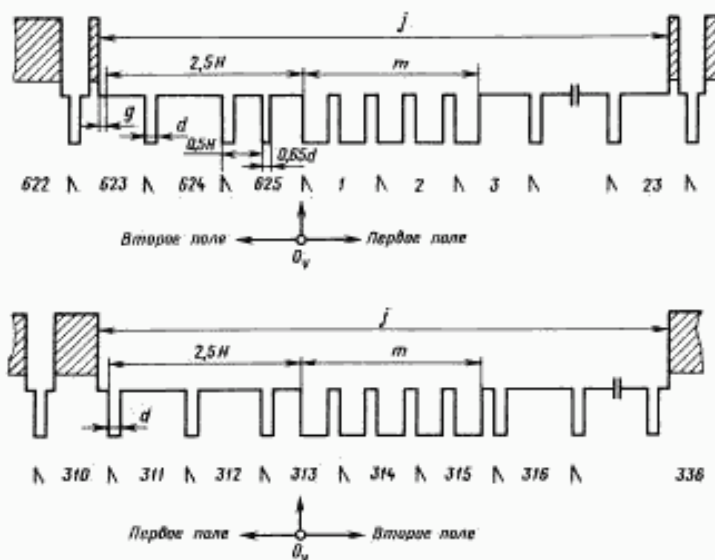 j
2,5H m
g d 0,5H 0,65d
622 623 624 625 1 2 3 23
Второе поле Первое поле
0v
j
2,5H m
d
310 311 312 313 314 315 316 338
Первое поле Второе поле
0v